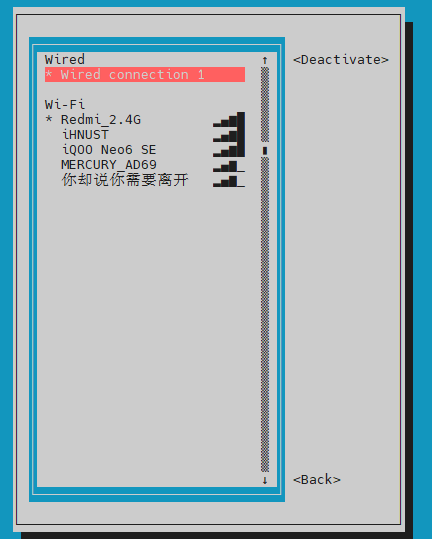 Wired
<Deactivate>
* Wired connection 1
Wi-Fi
* Redmi_2.4G
iHNUST
iQOO Neo6 SE
MERCURY_AD69
你却说你需要离开
<Back>